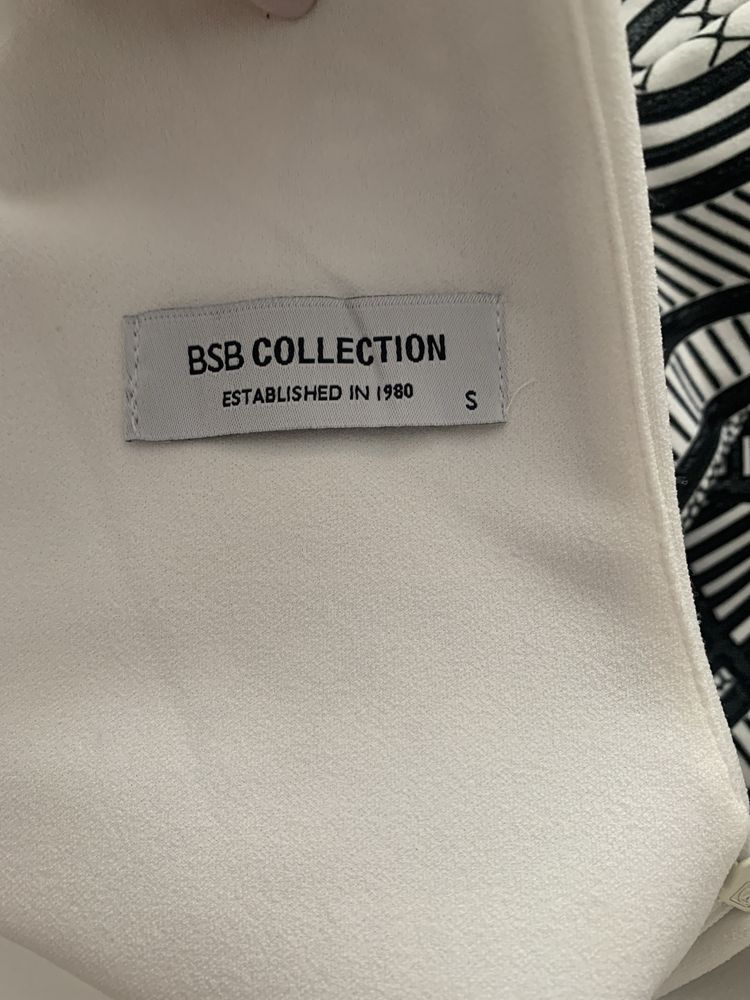 BSB COLLECTION
ESTABLISHED IN 1980
S